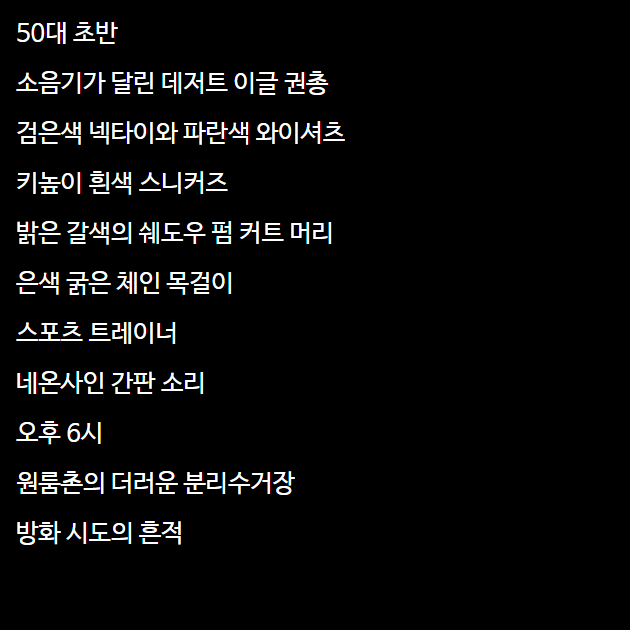 50대 초반
소음기가 달린 데저트 이글 권총
검은색 넥타이와 파란색 와이셔츠
키높이 흰색 스니커즈
밝은 갈색의 쉐도우 펌 커트 머리
은색 굵은 체인 목걸이
스포츠 트레이너
네온사인 간판 소리
오후 6시
원룸촌의 더러운 분리수거장
방화 시도의 흔적